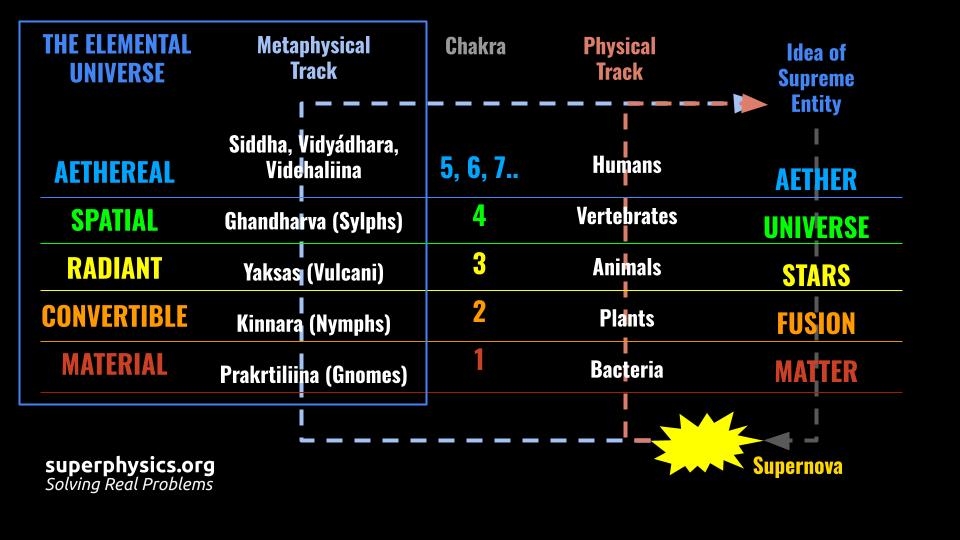 THE ELEMENTAL
UNIVERSE
Metaphysical
Track
Chakra
Physical
Track
Idea of
Supreme
Entity
Siddha, Vidyádhara,
Videhaliina
AETHEREAL
5, 6, 7..
Humans
AETHER
SPATIAL
Ghandharva (Sylphs)
4
Vertebrates
UNIVERSE
RADIANT
Yaksas (Vulcani)
3
Animals
STARS
CONVERTIBLE
Kinnara (Nymphs)
2
Plants
FUSION
MATERIAL
Prakrtiliina (Gnomes)
1
Bacteria
MATTER
Supernova
superphysics.org
Solving Real Problems